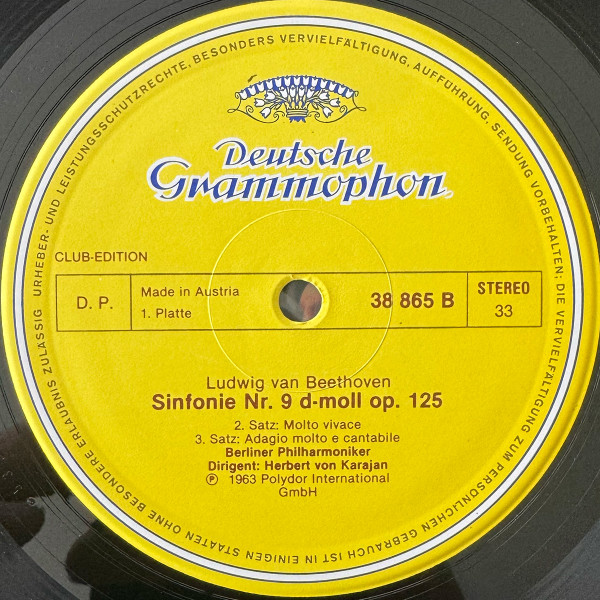 URHEBER- UND LEISTUNGSSCHUTZRECHTE, BESONDERS VERVIELFÄLTIGUNG, AUFFÜHRUNG, SENDUNG VORBEHALTEN; DIE VERVIELFÄLTIGUNG ZUM PERSÖNLICHEN GEBRAUCH IST IN EINIGEN STAATEN OHNE BESONDERE ERLAUBNIS ZULÄSSIG
Deutsche
Grammophon
CLUB-EDITION
D. P.
Made in Austria
1. Platte
38 865 B
STEREO
33
Ludwig van Beethoven
Sinfonie Nr. 9 d-moll op. 125
2. Satz: Molto vivace
3. Satz: Adagio molto e cantabile
Berliner Philharmoniker
Dirigent: Herbert von Karajan
℗ 1963 Polydor International
GmbH